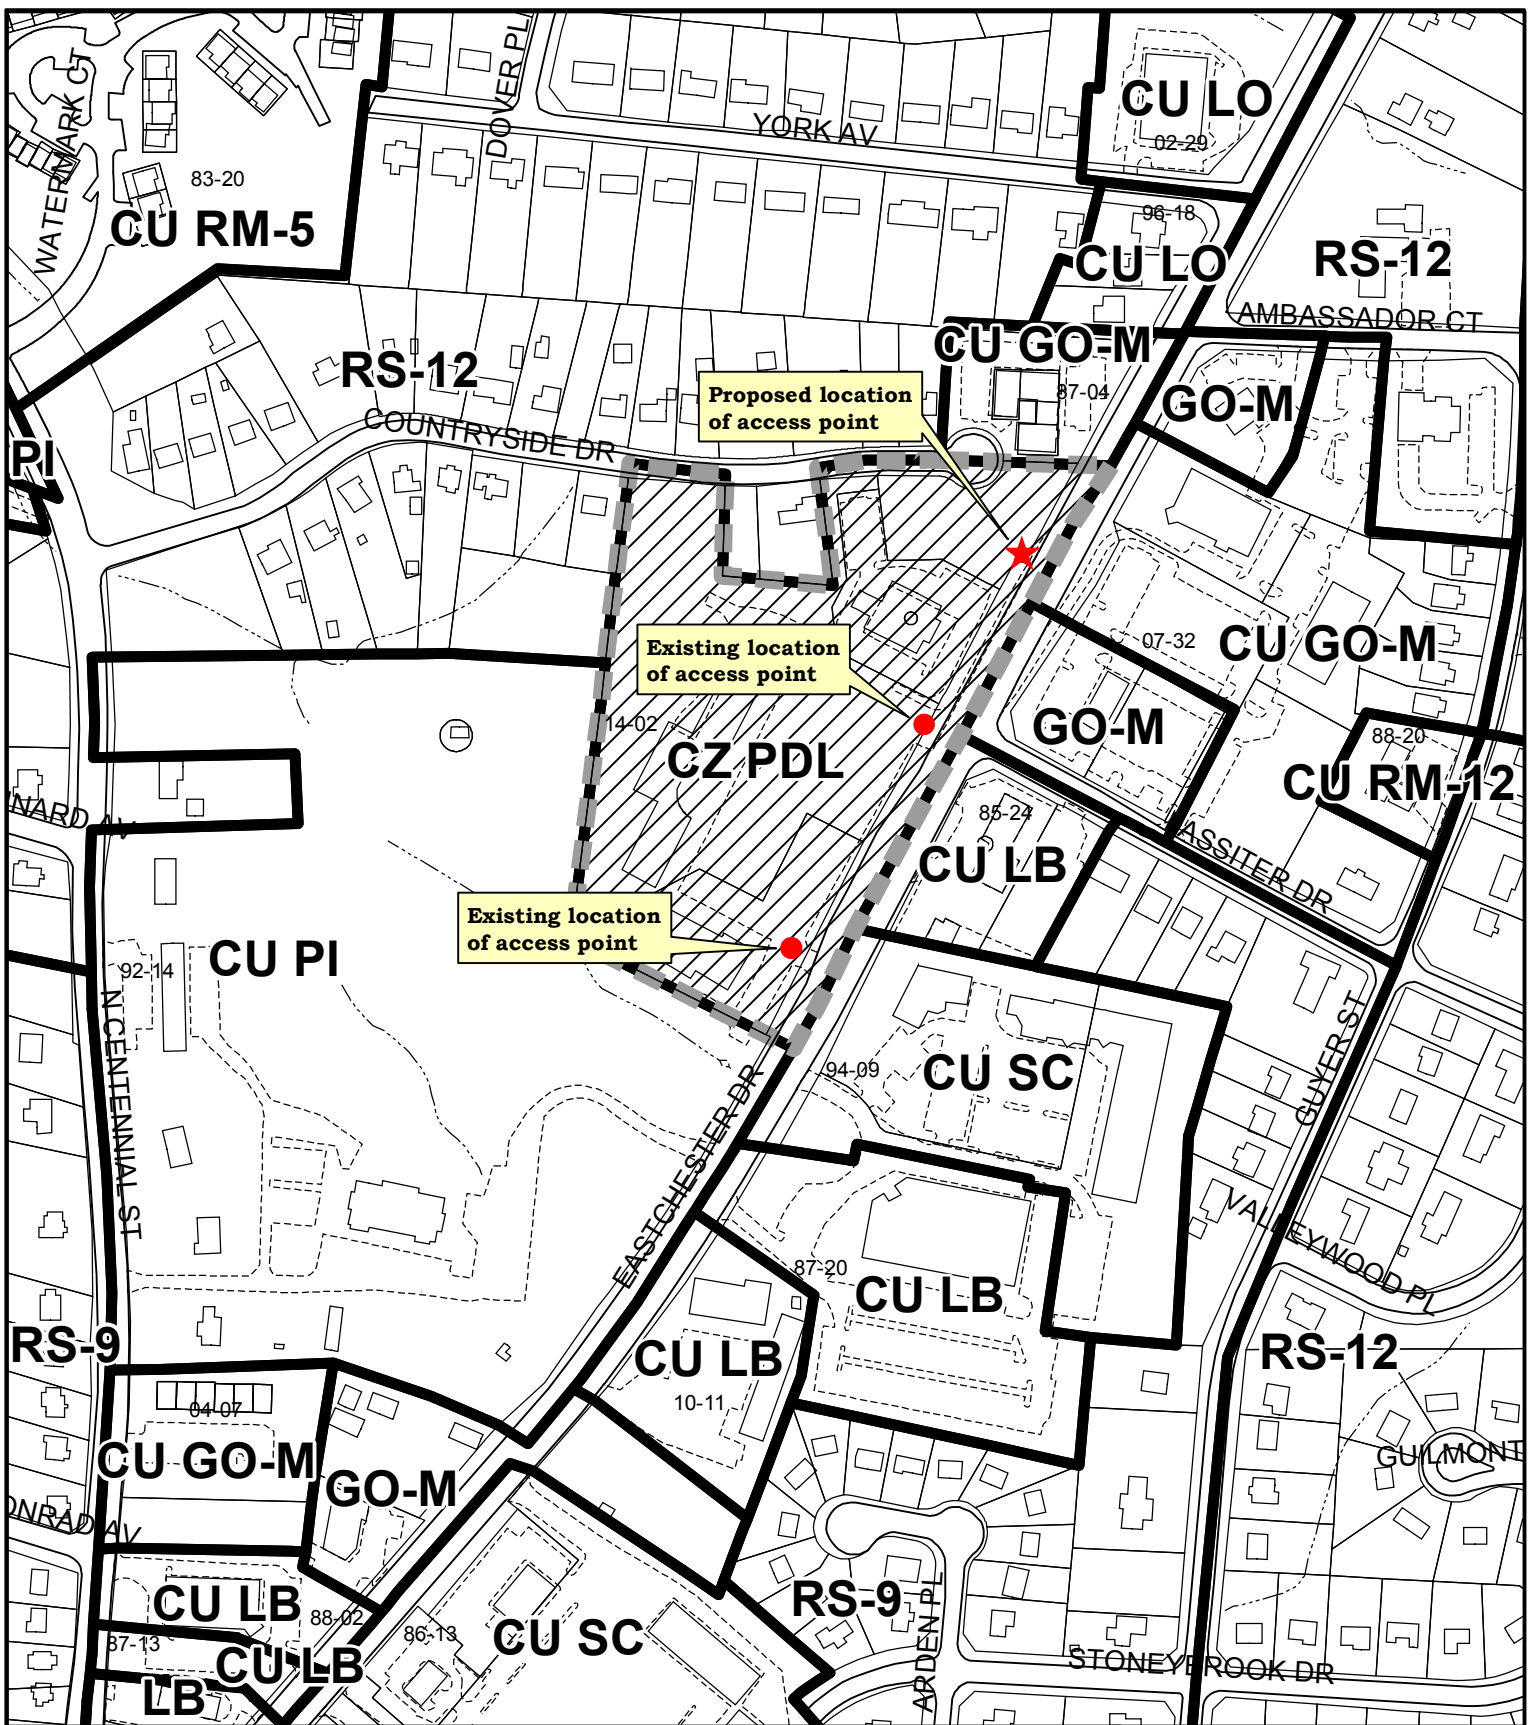 DOVER PL
CU LO
02-29
YORK AV
WATERMARK CT
83-20
CU RM-5
96-18
CU LO
RS-12
AMBASSADOR CT
CU GO-M
87-04
RS-12
Proposed location
of access point
GO-M
COUNTRYSIDE DR
PI
Existing location
of access point
07-32
CU GO-M
14-02
CZ PDL
GO-M
88-20
CU RM-12
INARD AV
85-24
CU LB
LASSITER DR
Existing location
of access point
CU PI
92-14
N CENTENNIAL ST
94-09
CU SC
GUYER ST
EASTCHESTER DR
VALLEYWOOD PL
87-20
CU LB
RS-9
CU LB
10-11
RS-12
04-07
CU GO-M
GO-M
GUILMONT
ONRAD AV
CU LB
88-02
86-13
CU SC
RS-9
ARDEN PL
87-13
CU LB
STONEYBROOK DR
LB